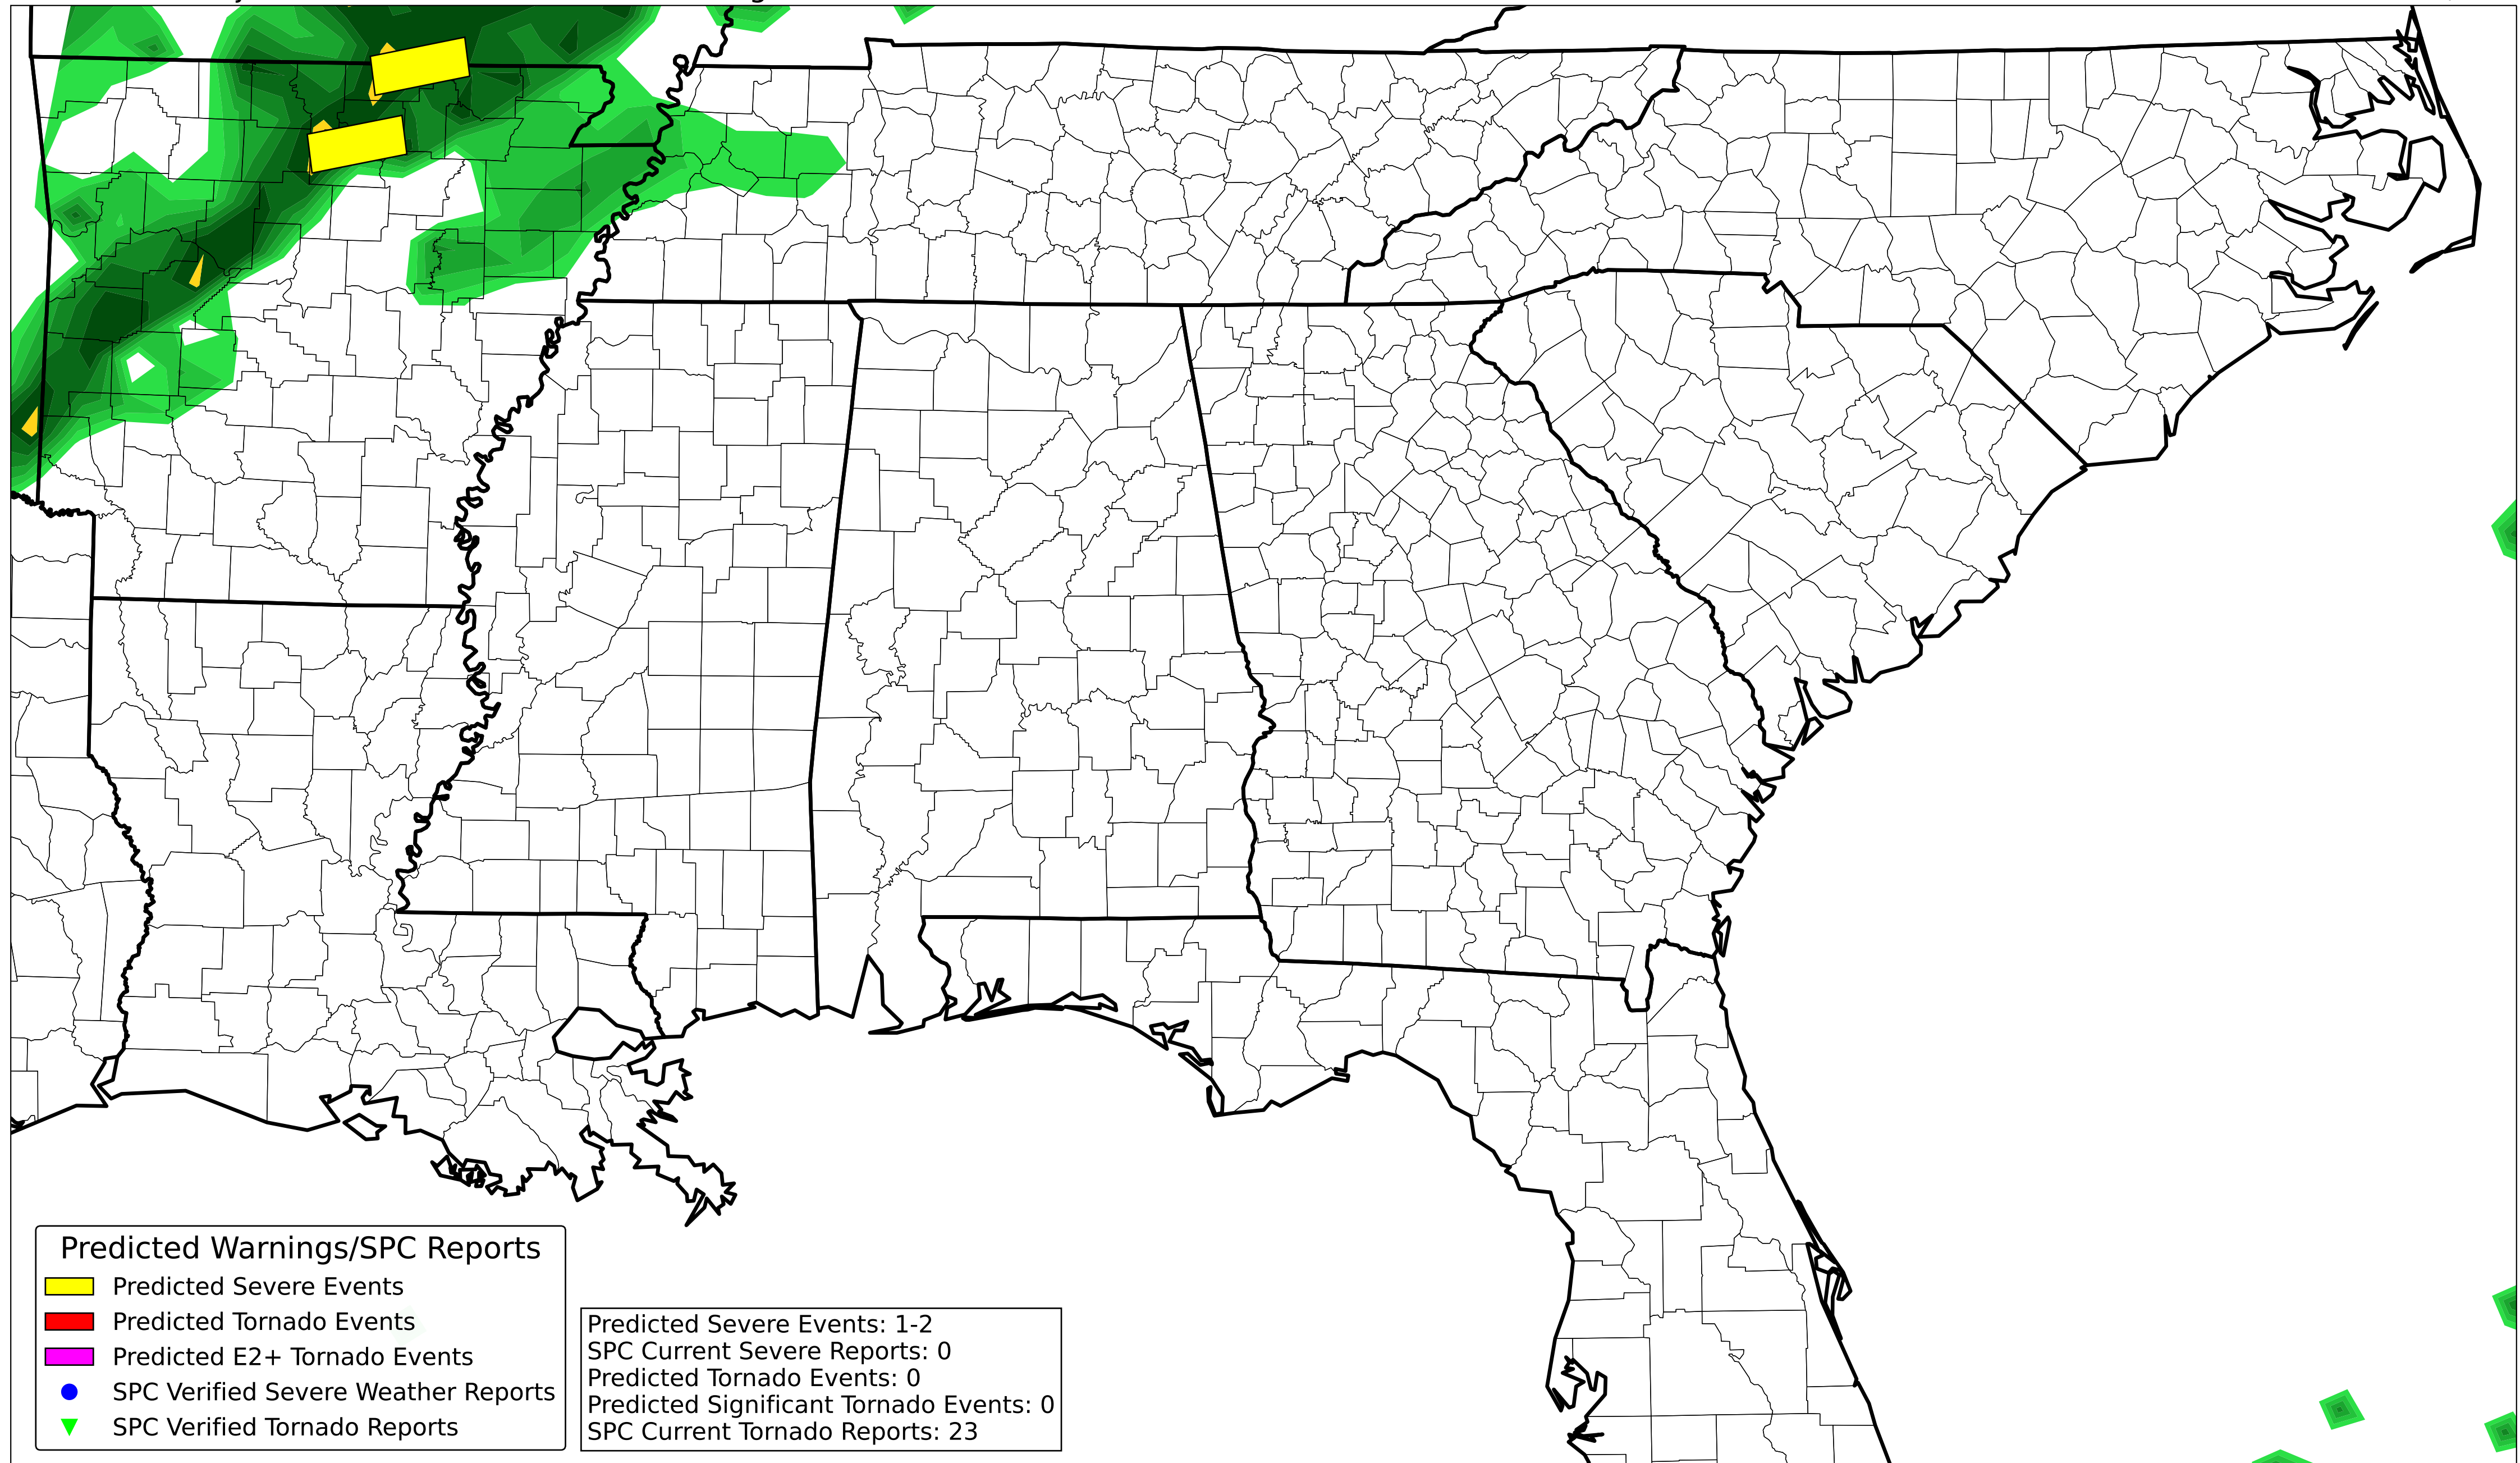 Predicted Warnings/SPC Reports
Predicted Severe Events
Predicted Tornado Events
Predicted E2+ Tornado Events
SPC Verified Severe Weather Reports
SPC Verified Tornado Reports
Predicted Severe Events: 1-2
SPC Current Severe Reports: 0
Predicted Tornado Events: 0
Predicted Significant Tornado Events: 0
SPC Current Tornado Reports: 23